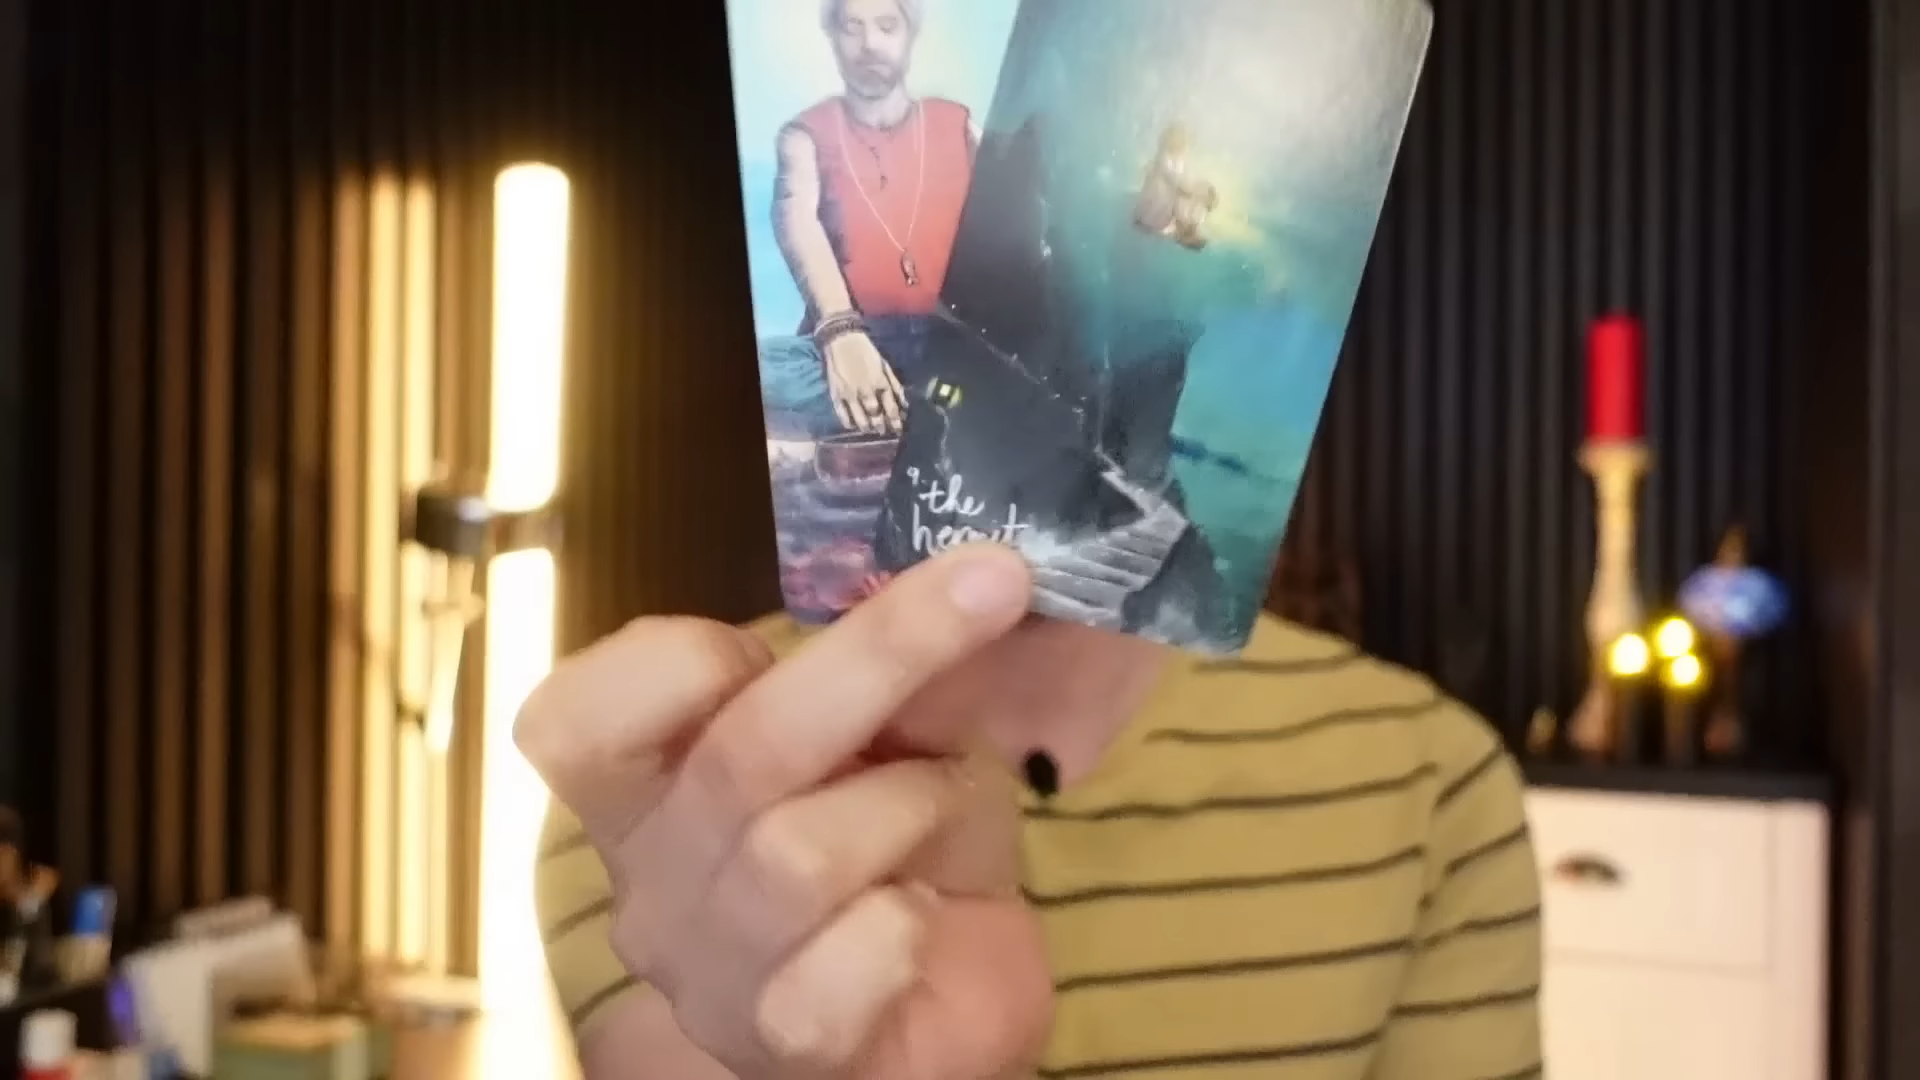 9. the
hermit